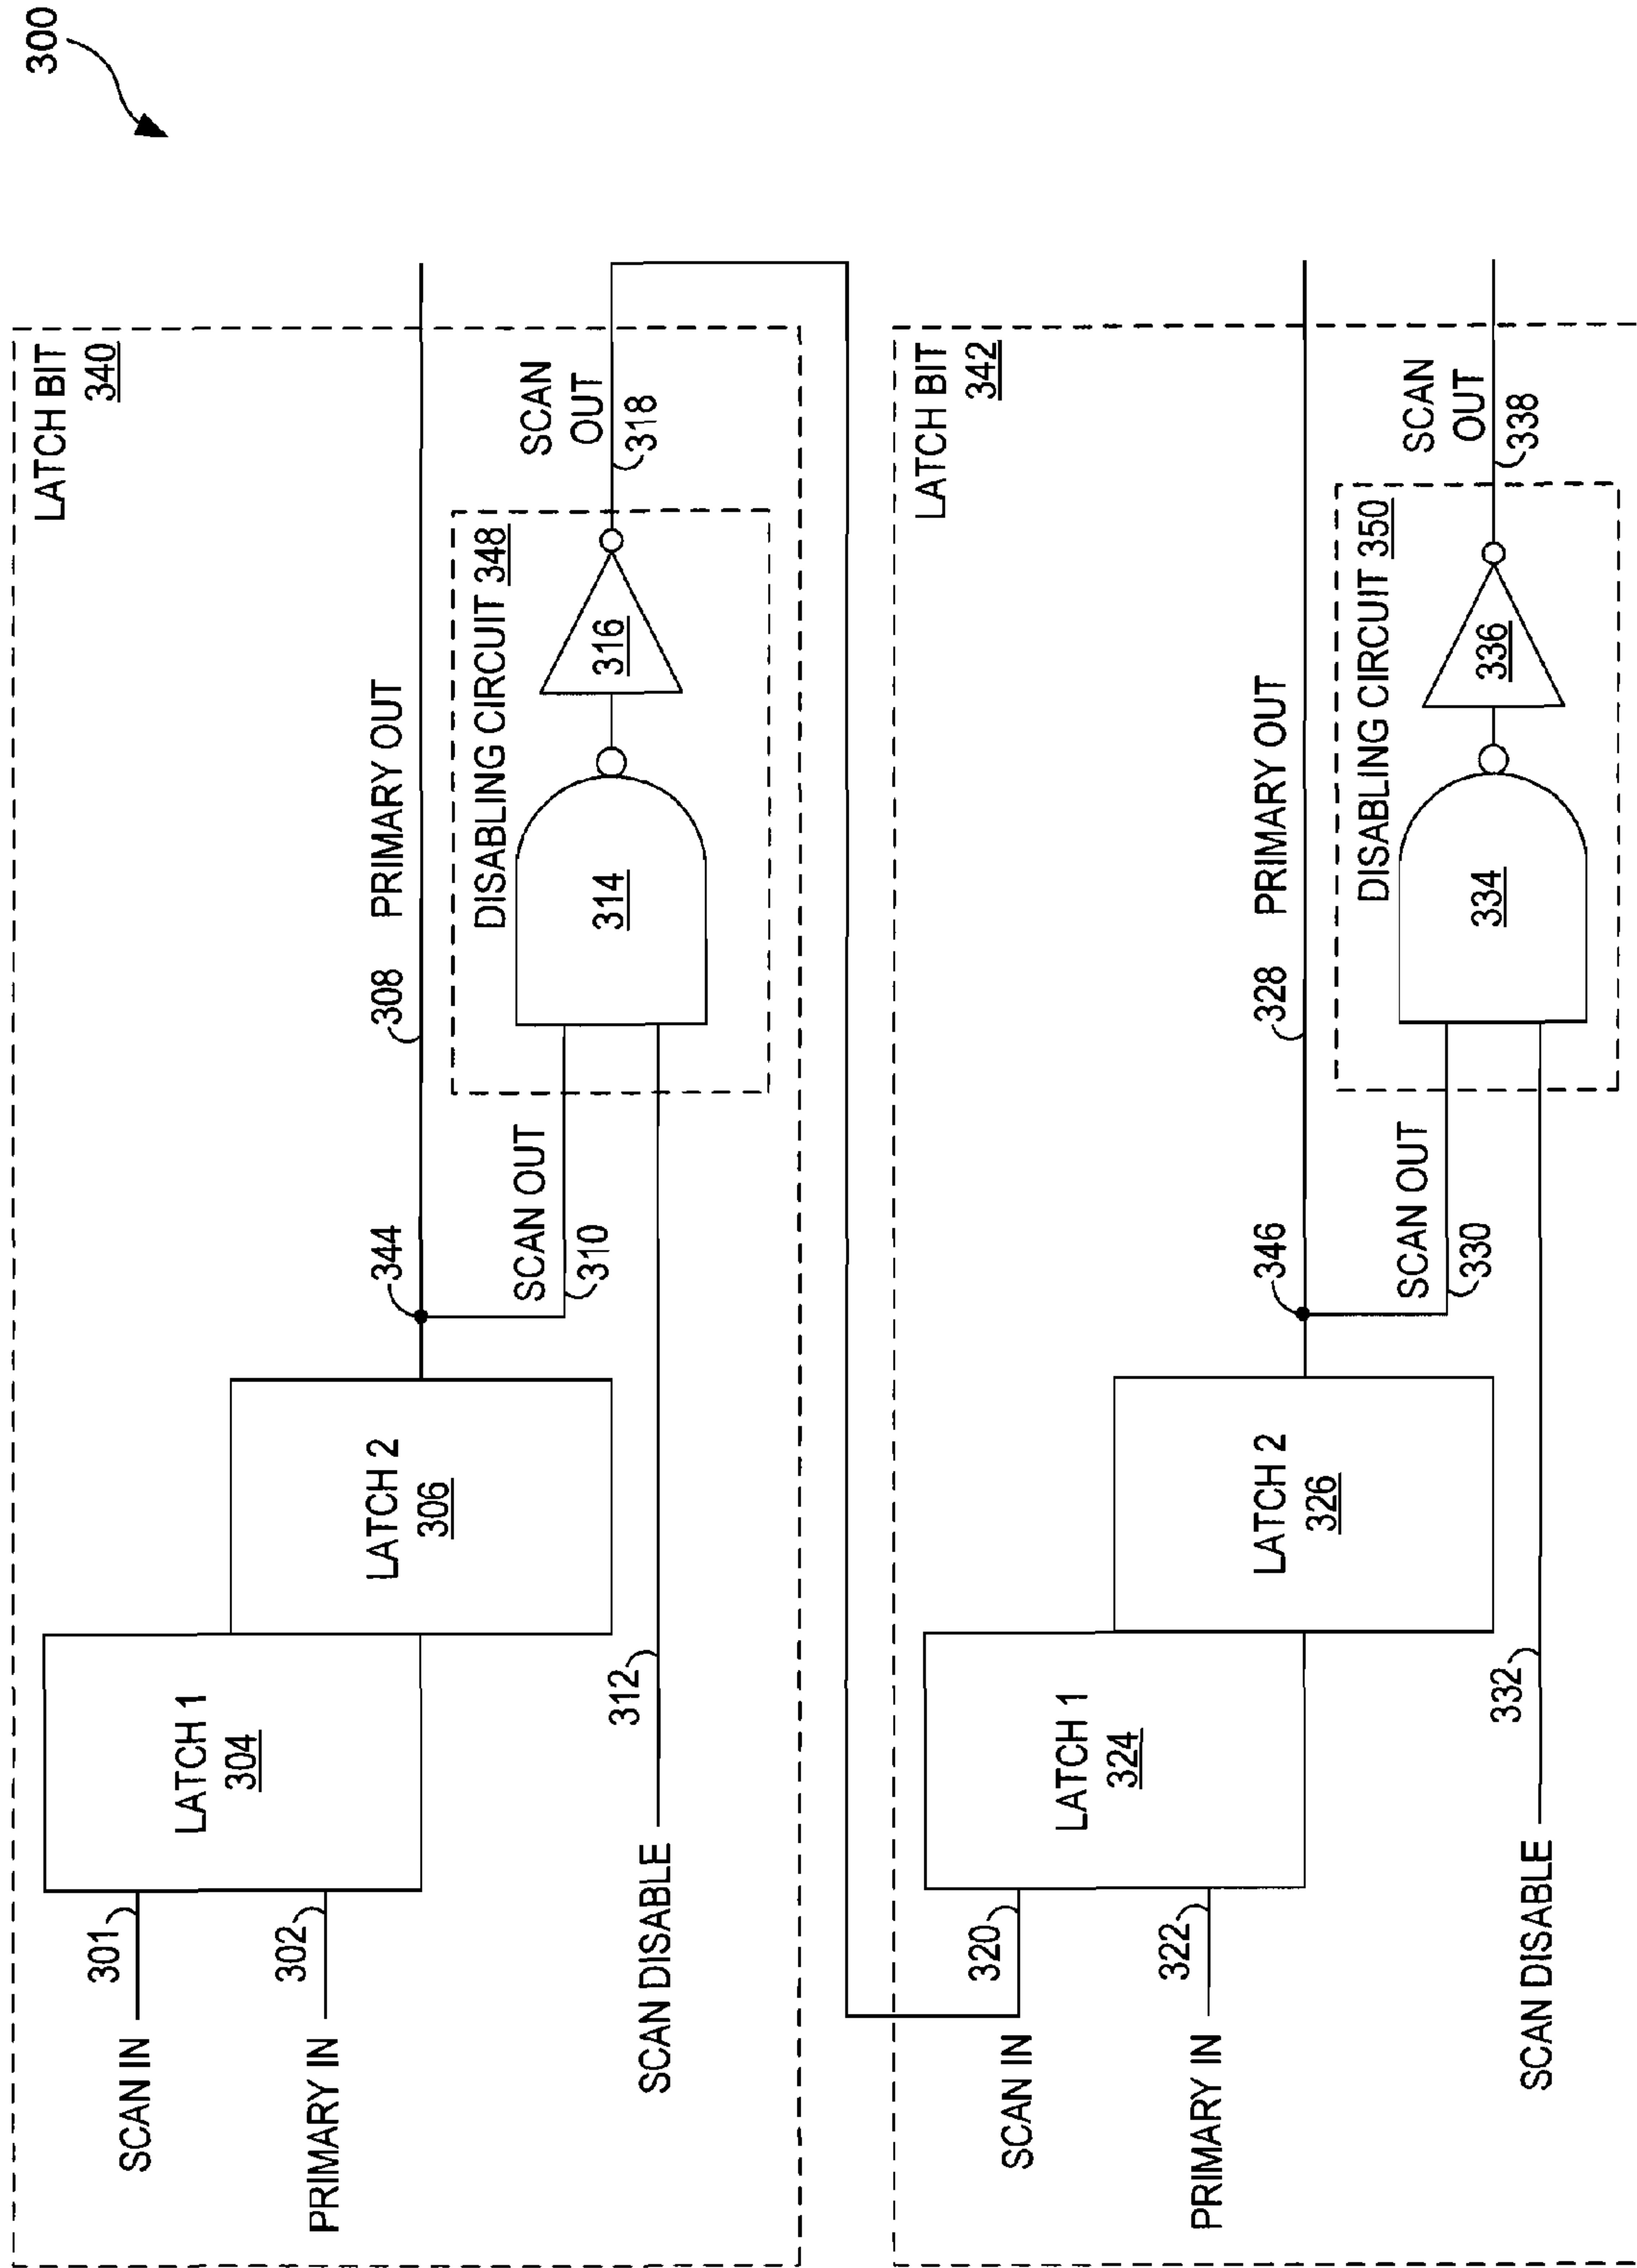 300
LATCH BIT
340
SCAN IN
301
PRIMARY IN
302
LATCH 1
304
LATCH 2
306
344
308
PRIMARY OUT
SCAN OUT
310
SCAN DISABLE
312
DISABLING CIRCUIT 348
314
316
SCAN
OUT
318
LATCH BIT
342
SCAN IN
320
PRIMARY IN
322
LATCH 1
324
LATCH 2
326
346
328
PRIMARY OUT
SCAN OUT
330
SCAN DISABLE
332
DISABLING CIRCUIT 350
334
336
SCAN
OUT
338